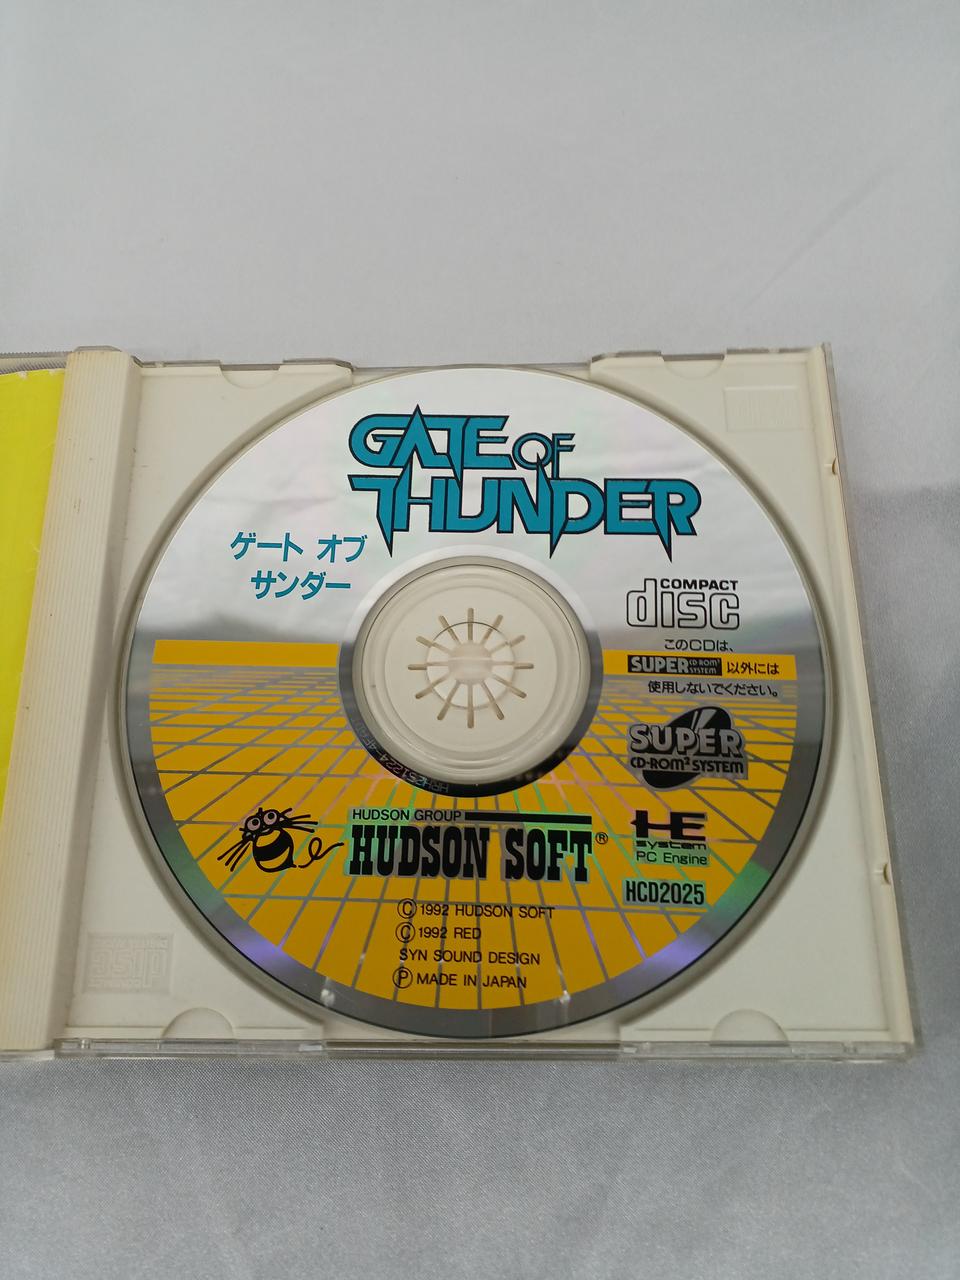 GATE OF
THUNDER
ゲート オブ
サンダー
COMPACT
disc
このCDは、
SUPER CD-ROM² SYSTEM 以外には
使用しないでください。
SUPER
CD-ROM² SYSTEM
HUDSON GROUP
HUDSON SOFT®
HE
system
PC Engine
HCD2025
Ⓒ 1992 HUDSON SOFT
Ⓒ 1992 RED
SYN SOUND DESIGN
Ⓟ MADE IN JAPAN